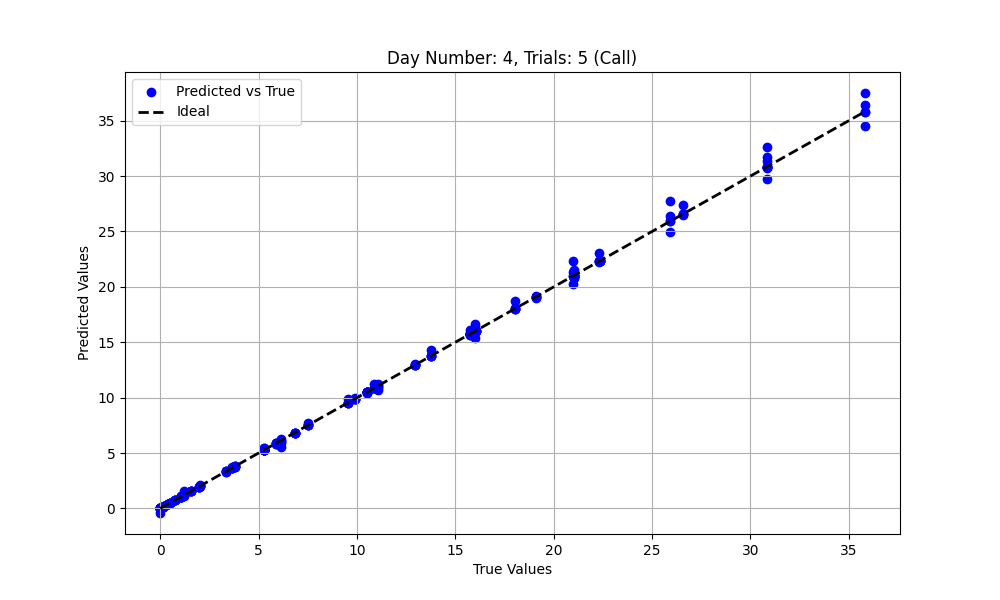 Day Number: 4, Trials: 5 (Call)
Predicted vs True
Ideal
Predicted Values
35
30
25
20
15
10
5
0
0 5 10 15 20 25 30 35
True Values